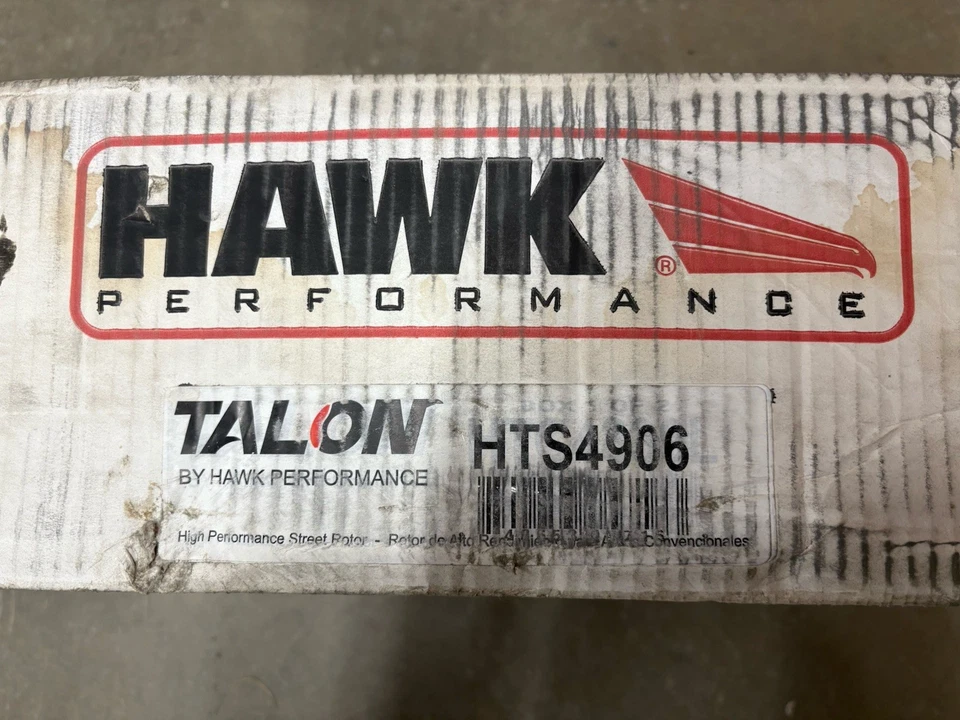 HAWK
®
PERFORMANCE
TALON
HTS4906
BY HAWK PERFORMANCE
High Performance Street Rotor - Rotor de Alto Convencionales